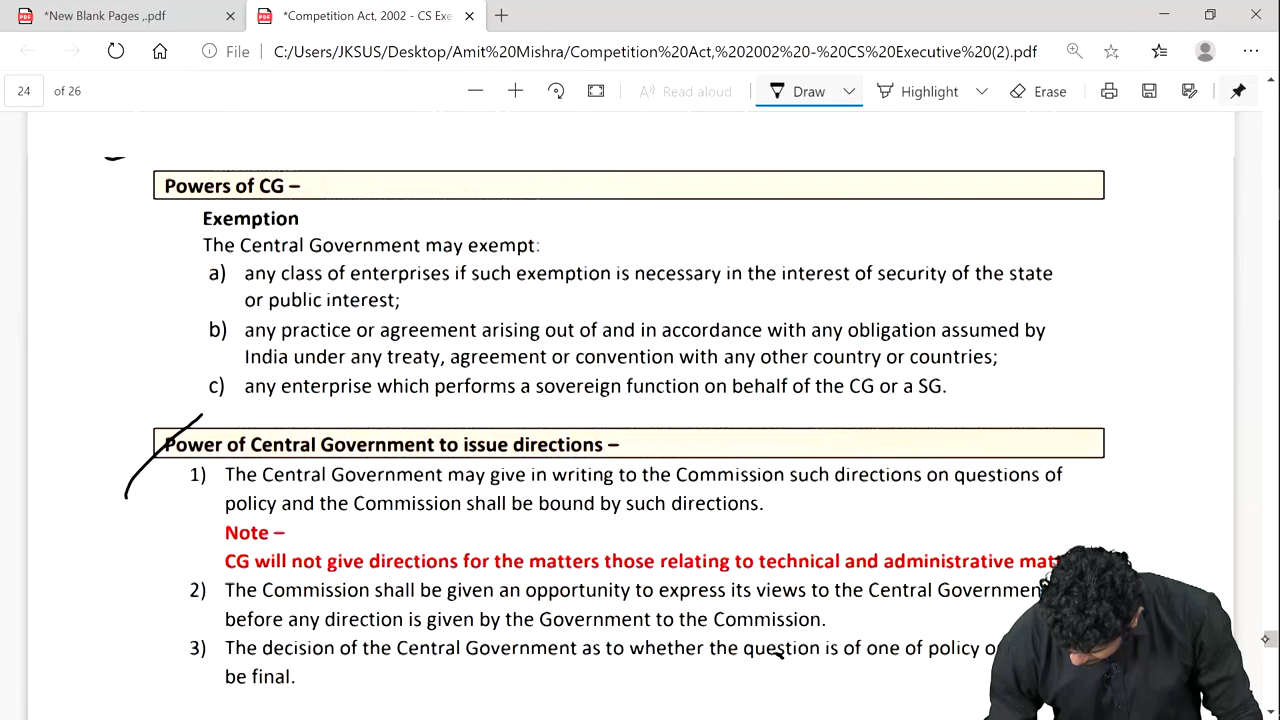 *New Blank Pages ,.pdf
*Competition Act, 2002 - CS Exe
File C:/Users/JKSUS/Desktop/Amit%20Mishra/Competition%20Act,%202002%20-%20CS%20Executive%20(2).pdf
24 of 26 Read aloud Draw Highlight Erase
Powers of CG –
Exemption
The Central Government may exempt:
a) any class of enterprises if such exemption is necessary in the interest of security of the state
or public interest;
b) any practice or agreement arising out of and in accordance with any obligation assumed by
India under any treaty, agreement or convention with any other country or countries;
c) any enterprise which performs a sovereign function on behalf of the CG or a SG.
Power of Central Government to issue directions –
1) The Central Government may give in writing to the Commission such directions on questions of
policy and the Commission shall be bound by such directions.
Note –
CG will not give directions for the matters those relating to technical and administrative
2) The Commission shall be given an opportunity to express its views to the Central Government
before any direction is given by the Government to the Commission.
3) The decision of the Central Government as to whether the question is of one of policy
be final.